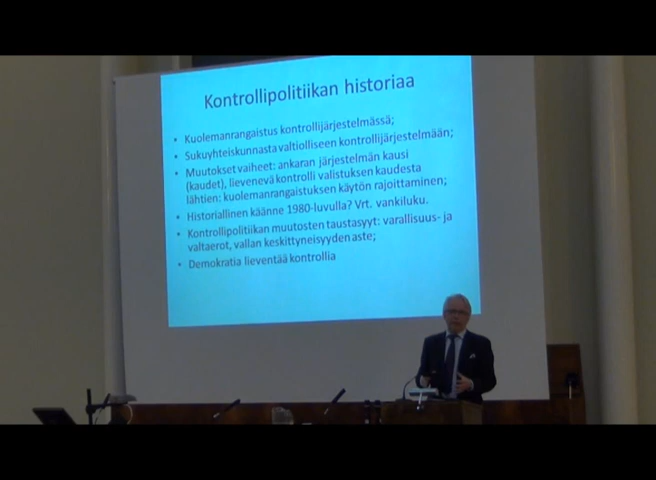 Kontrollipolitiikan historiaa
• Kuolemanrangaistus kontrollijärjestelmässä;
• Sukuyhteiskunnasta valtiolliseen kontrollijärjestelmään;
• Muutokset vaiheet: ankaran järjestelmän kausi
(kaudet), lievenevä kontrolli valistuksen kaudesta
lähtien: kuolemanrangaistuksen käytön rajoittaminen;
• Historiallinen käänne 1980-luvulla? Vrt. vankiluku.
• Kontrollipolitiikan muutosten taustasyyt: varallisuus- ja
valtaerot, vallan keskittyneisyyden aste;
• Demokratia lieventää kontrollia